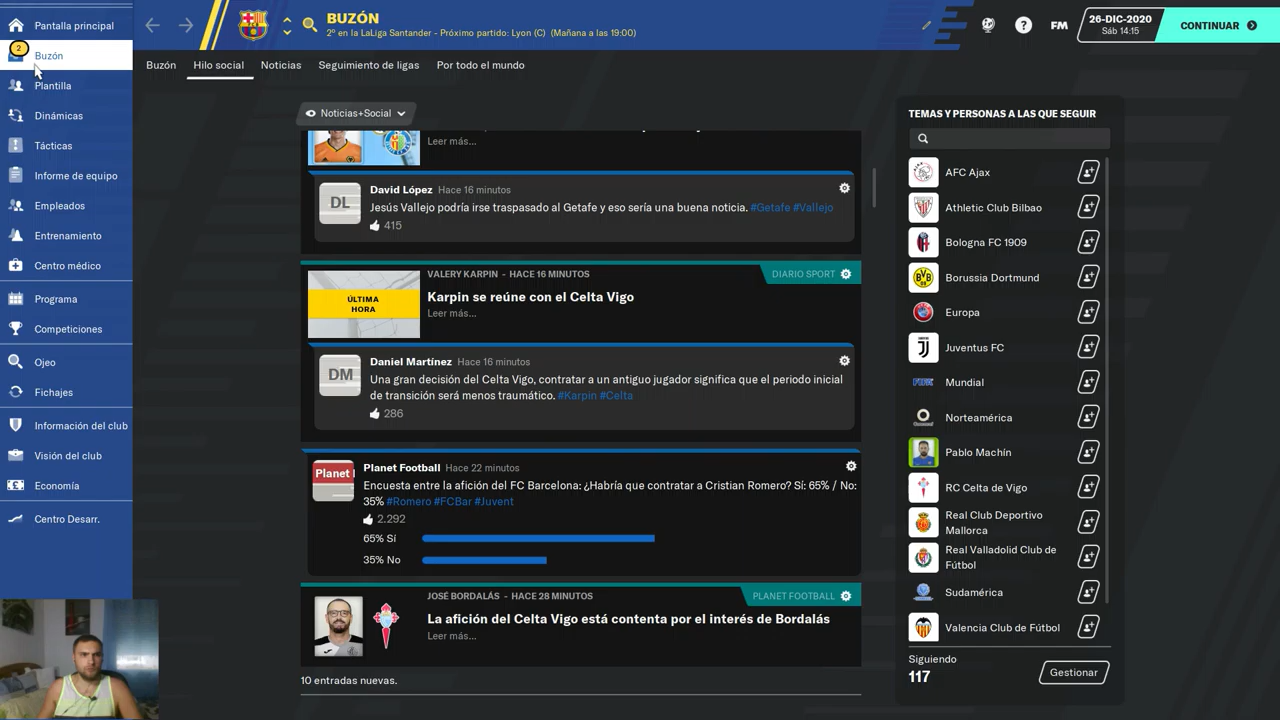 Pantalla principal
2
Buzón
Plantilla
Dinámicas
Tácticas
Informe de equipo
Empleados
Entrenamiento
Centro médico
Programa
Competiciones
Ojeo
Fichajes
Información del club
Visión del club
Economía
Centro Desarr.
BUZÓN
2º en la LaLiga Santander - Próximo partido: Lyon (C) (Mañana a las 19:00)
?
FM
26-DIC-2020
Sáb 14:15
CONTINUAR
Buzón
Hilo social
Noticias
Seguimiento de ligas
Por todo el mundo
Noticias+Social
Leer más...
DL
David López Hace 16 minutos
Jesús Vallejo podría irse traspasado al Getafe y eso sería una buena noticia. #Getafe #Vallejo
415
ÚLTIMA
HORA
VALERY KARPIN - HACE 16 MINUTOS
DIARIO SPORT
Karpin se reúne con el Celta Vigo
Leer más...
DM
Daniel Martínez Hace 16 minutos
Una gran decisión del Celta Vigo, contratar a un antiguo jugador significa que el periodo inicial
de transición será menos traumático. #Karpin #Celta
286
Planet
Planet Football Hace 22 minutos
Encuesta entre la afición del FC Barcelona: ¿Habría que contratar a Cristian Romero? Sí: 65% / No:
35% #Romero #FCBar #Juvent
2.292
65% Sí
35% No
JOSÉ BORDALÁS - HACE 28 MINUTOS
PLANET FOOTBALL
La afición del Celta Vigo está contenta por el interés de Bordalás
Leer más...
10 entradas nuevas.
TEMAS Y PERSONAS A LAS QUE SEGUIR
AFC Ajax
Athletic Club Bilbao
Bologna FC 1909
Borussia Dortmund
Europa
Juventus FC
Mundial
Norteamérica
Pablo Machín
RC Celta de Vigo
Real Club Deportivo
Mallorca
Real Valladolid Club de
Fútbol
Sudamérica
Valencia Club de Fútbol
Siguiendo
117
Gestionar